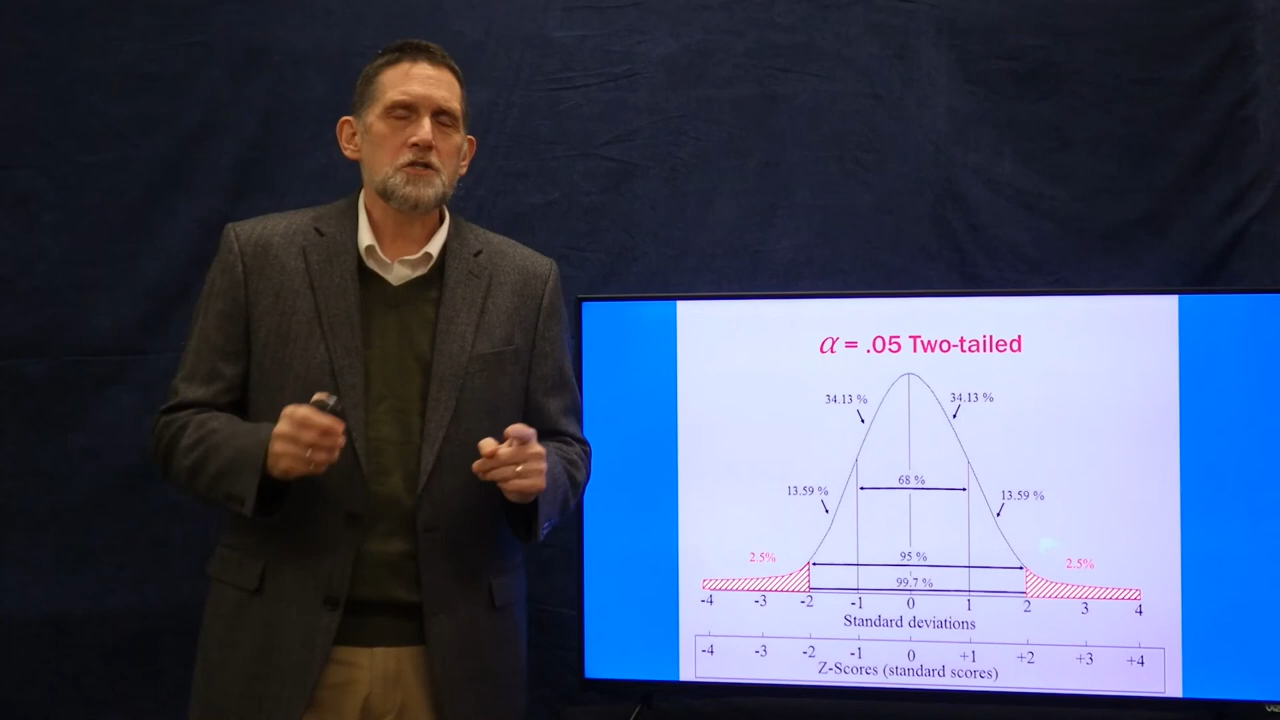 α = .05 Two-tailed
34.13 %
34.13 %
68 %
13.59 %
13.59 %
2.5%
95 %
2.5%
99.7 %
-4 -3 -2 -1 0 1 2 3 4
Standard deviations
-4 -3 -2 -1 0 +1 +2 +3 +4
Z-Scores (standard scores)